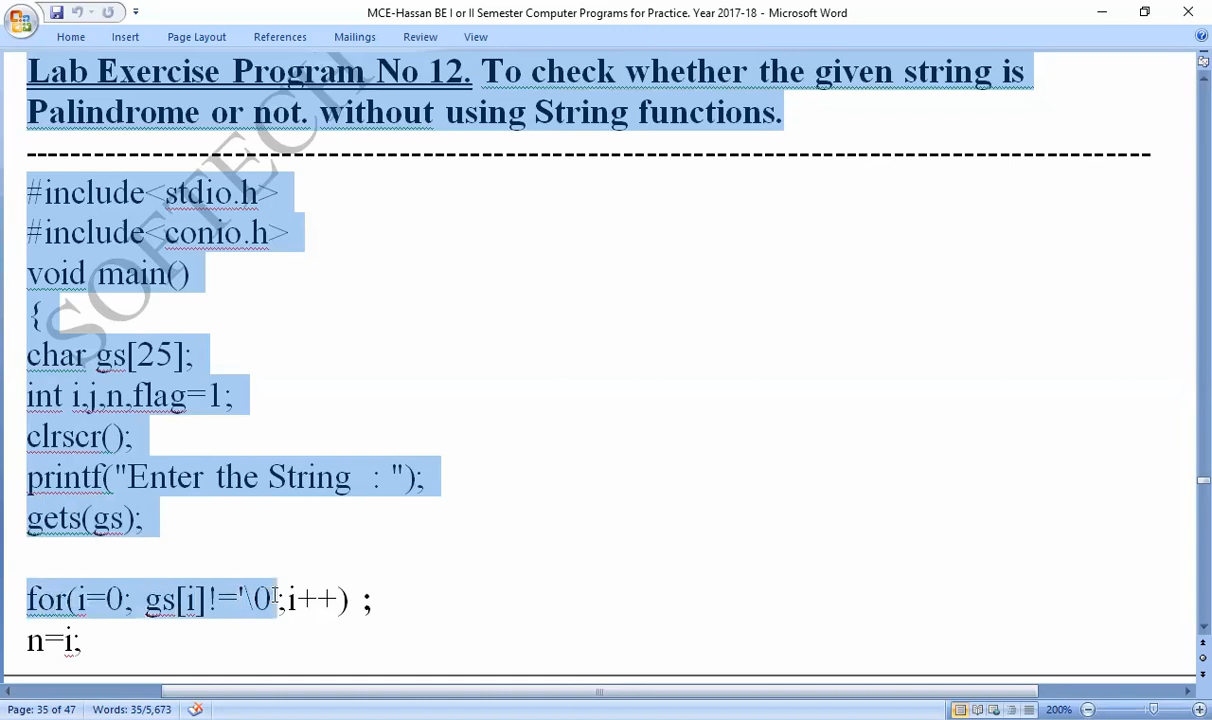 MCE-Hassan BE I or II Semester Computer Programs for Practice. Year 2017-18 - Microsoft Word
Home Insert Page Layout References Mailings Review View
Lab Exercise Program No 12. To check whether the given string is
Palindrome or not. without using String functions.
--------------------------------------------------------------------------------------------
#include<stdio.h>
#include<conio.h>
void main()
{
char gs[25];
int i,j,n,flag=1;
clrscr();
printf("Enter the String  : ");
gets(gs);
for(i=0; gs[i]!='\0';i++) ;
n=i;
SOFTECH
Page: 35 of 47 Words: 35/5,673 200%